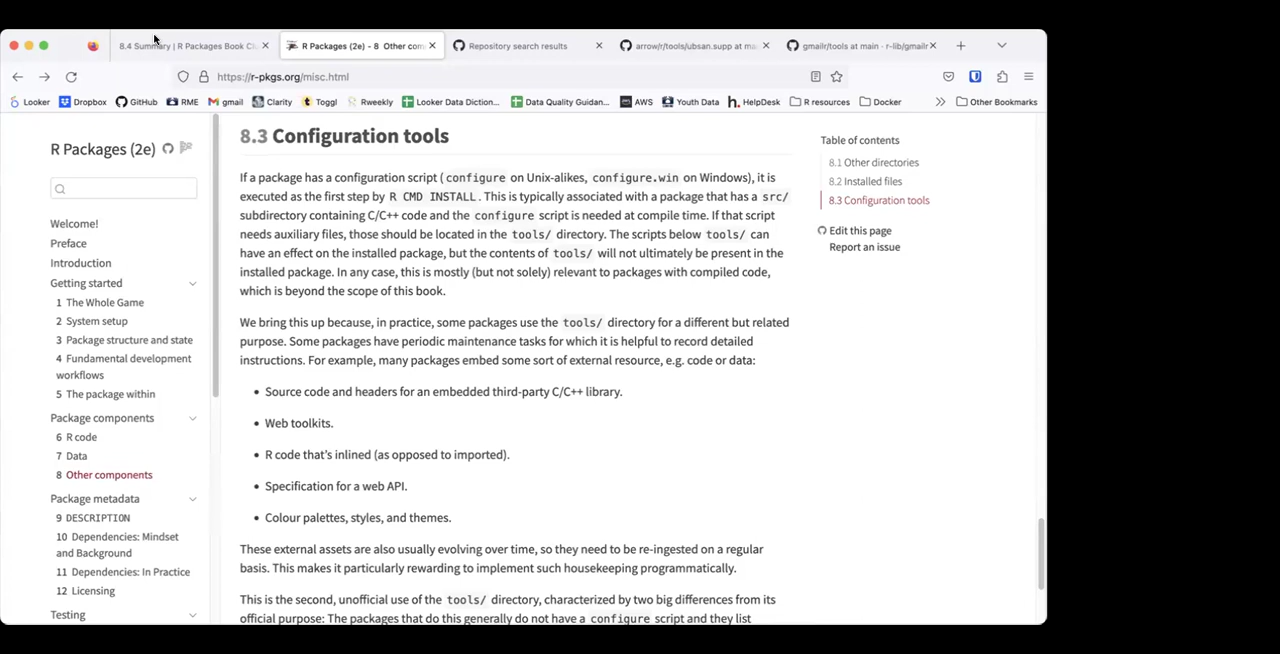 8.4 Summary | R Packages Book Cl
R Packages (2e) - 8 Other com
Repository search results
arrow/r/tools/ubsan.supp at ma
gmailr/tools at main · r-lib/gmailr
https://r-pkgs.org/misc.html
Looker
Dropbox
GitHub
RME
gmail
Clarity
Toggl
Rweekly
Looker Data Diction...
Data Quality Guidan...
AWS
Youth Data
HelpDesk
R resources
Docker
Other Bookmarks
R Packages (2e)
Welcome!
Preface
Introduction
Getting started
1 The Whole Game
2 System setup
3 Package structure and state
4 Fundamental development
workflows
5 The package within
Package components
6 R code
7 Data
8 Other components
Package metadata
9 DESCRIPTION
10 Dependencies: Mindset
and Background
11 Dependencies: In Practice
12 Licensing
Testing
8.3 Configuration tools
If a package has a configuration script (configure on Unix-alikes, configure.win on Windows), it is
executed as the first step by R CMD INSTALL. This is typically associated with a package that has a src/
subdirectory containing C/C++ code and the configure script is needed at compile time. If that script
needs auxiliary files, those should be located in the tools/ directory. The scripts below tools/ can
have an effect on the installed package, but the contents of tools/ will not ultimately be present in the
installed package. In any case, this is mostly (but not solely) relevant to packages with compiled code,
which is beyond the scope of this book.
We bring this up because, in practice, some packages use the tools/ directory for a different but related
purpose. Some packages have periodic maintenance tasks for which it is helpful to record detailed
instructions. For example, many packages embed some sort of external resource, e.g. code or data:
• Source code and headers for an embedded third-party C/C++ library.
• Web toolkits.
• R code that's inlined (as opposed to imported).
• Specification for a web API.
• Colour palettes, styles, and themes.
These external assets are also usually evolving over time, so they need to be re-ingested on a regular
basis. This makes it particularly rewarding to implement such housekeeping programmatically.
This is the second, unofficial use of the tools/ directory, characterized by two big differences from its
official purpose: The packages that do this generally do not have a configure script and they list
Table of contents
8.1 Other directories
8.2 Installed files
8.3 Configuration tools
Edit this page
Report an issue